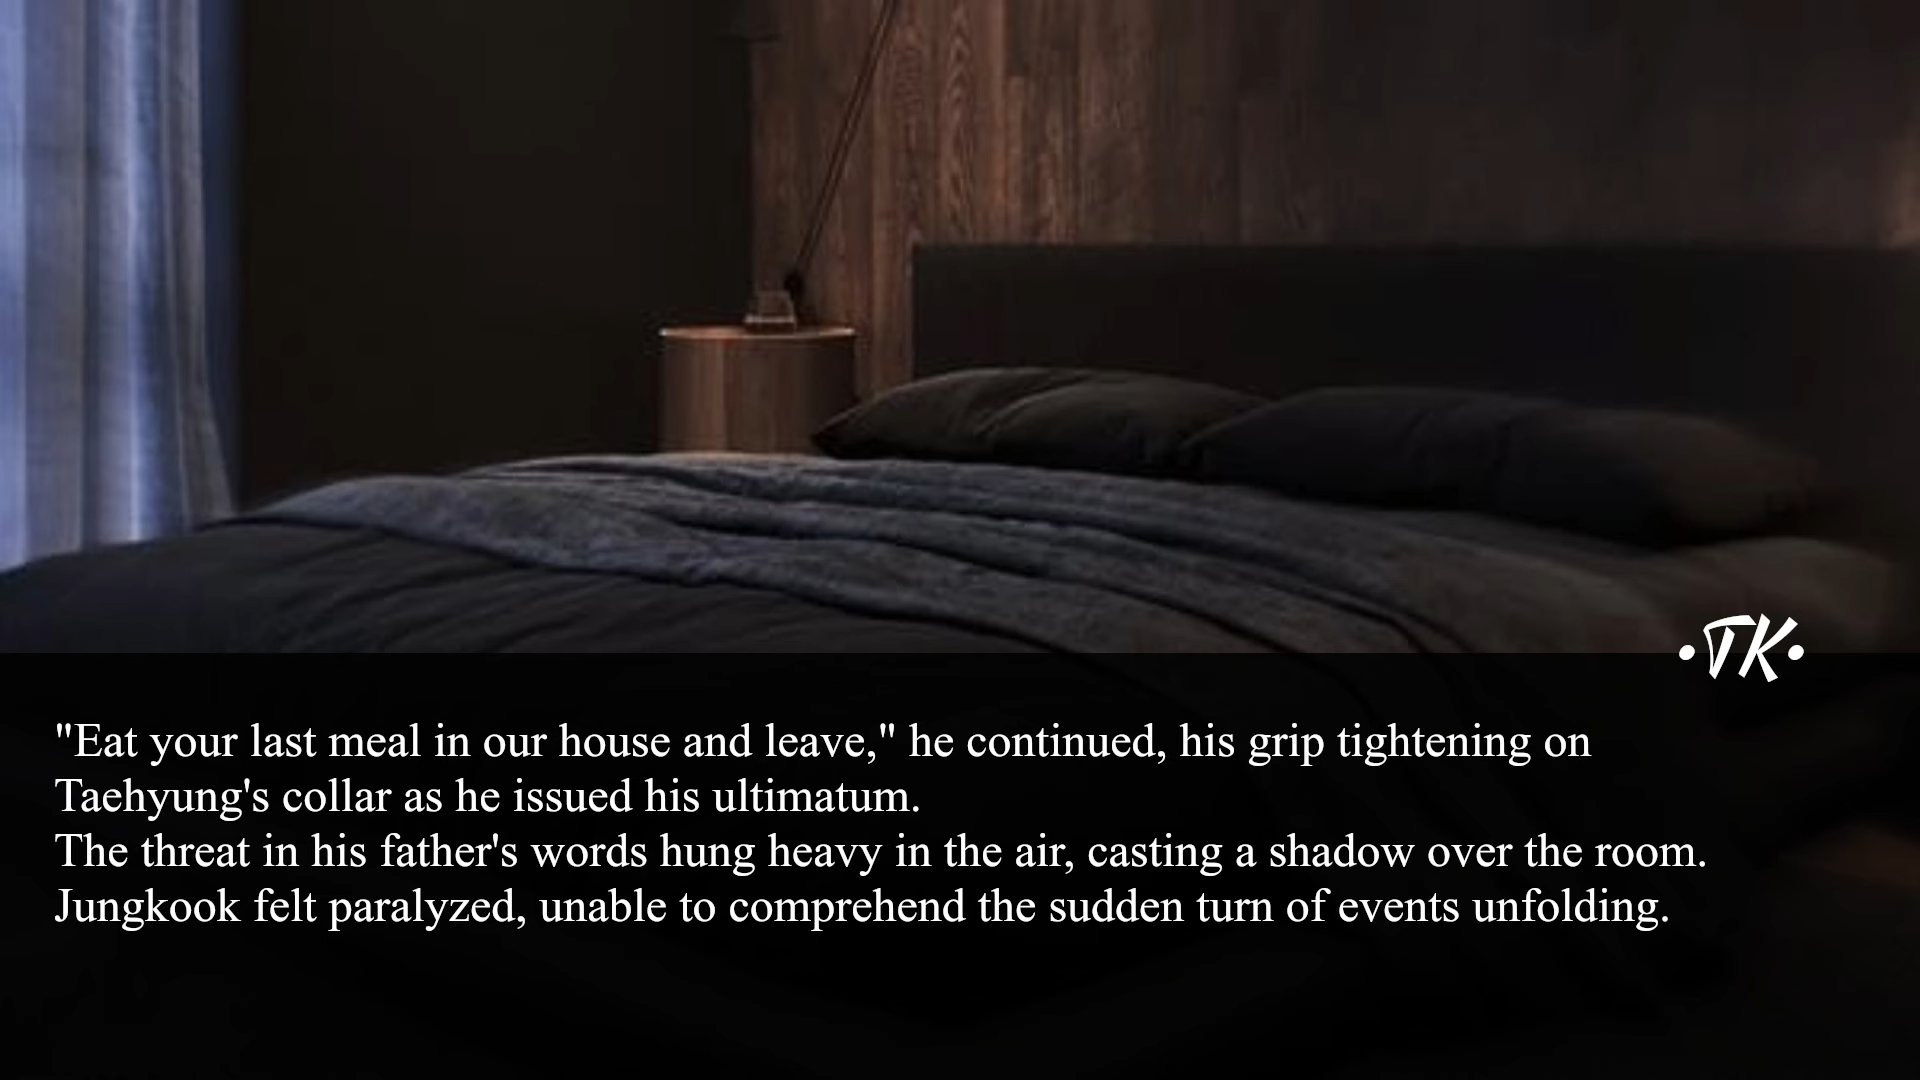 •TK•
"Eat your last meal in our house and leave," he continued, his grip tightening on
Taehyung's collar as he issued his ultimatum.
The threat in his father's words hung heavy in the air, casting a shadow over the room.
Jungkook felt paralyzed, unable to comprehend the sudden turn of events unfolding.